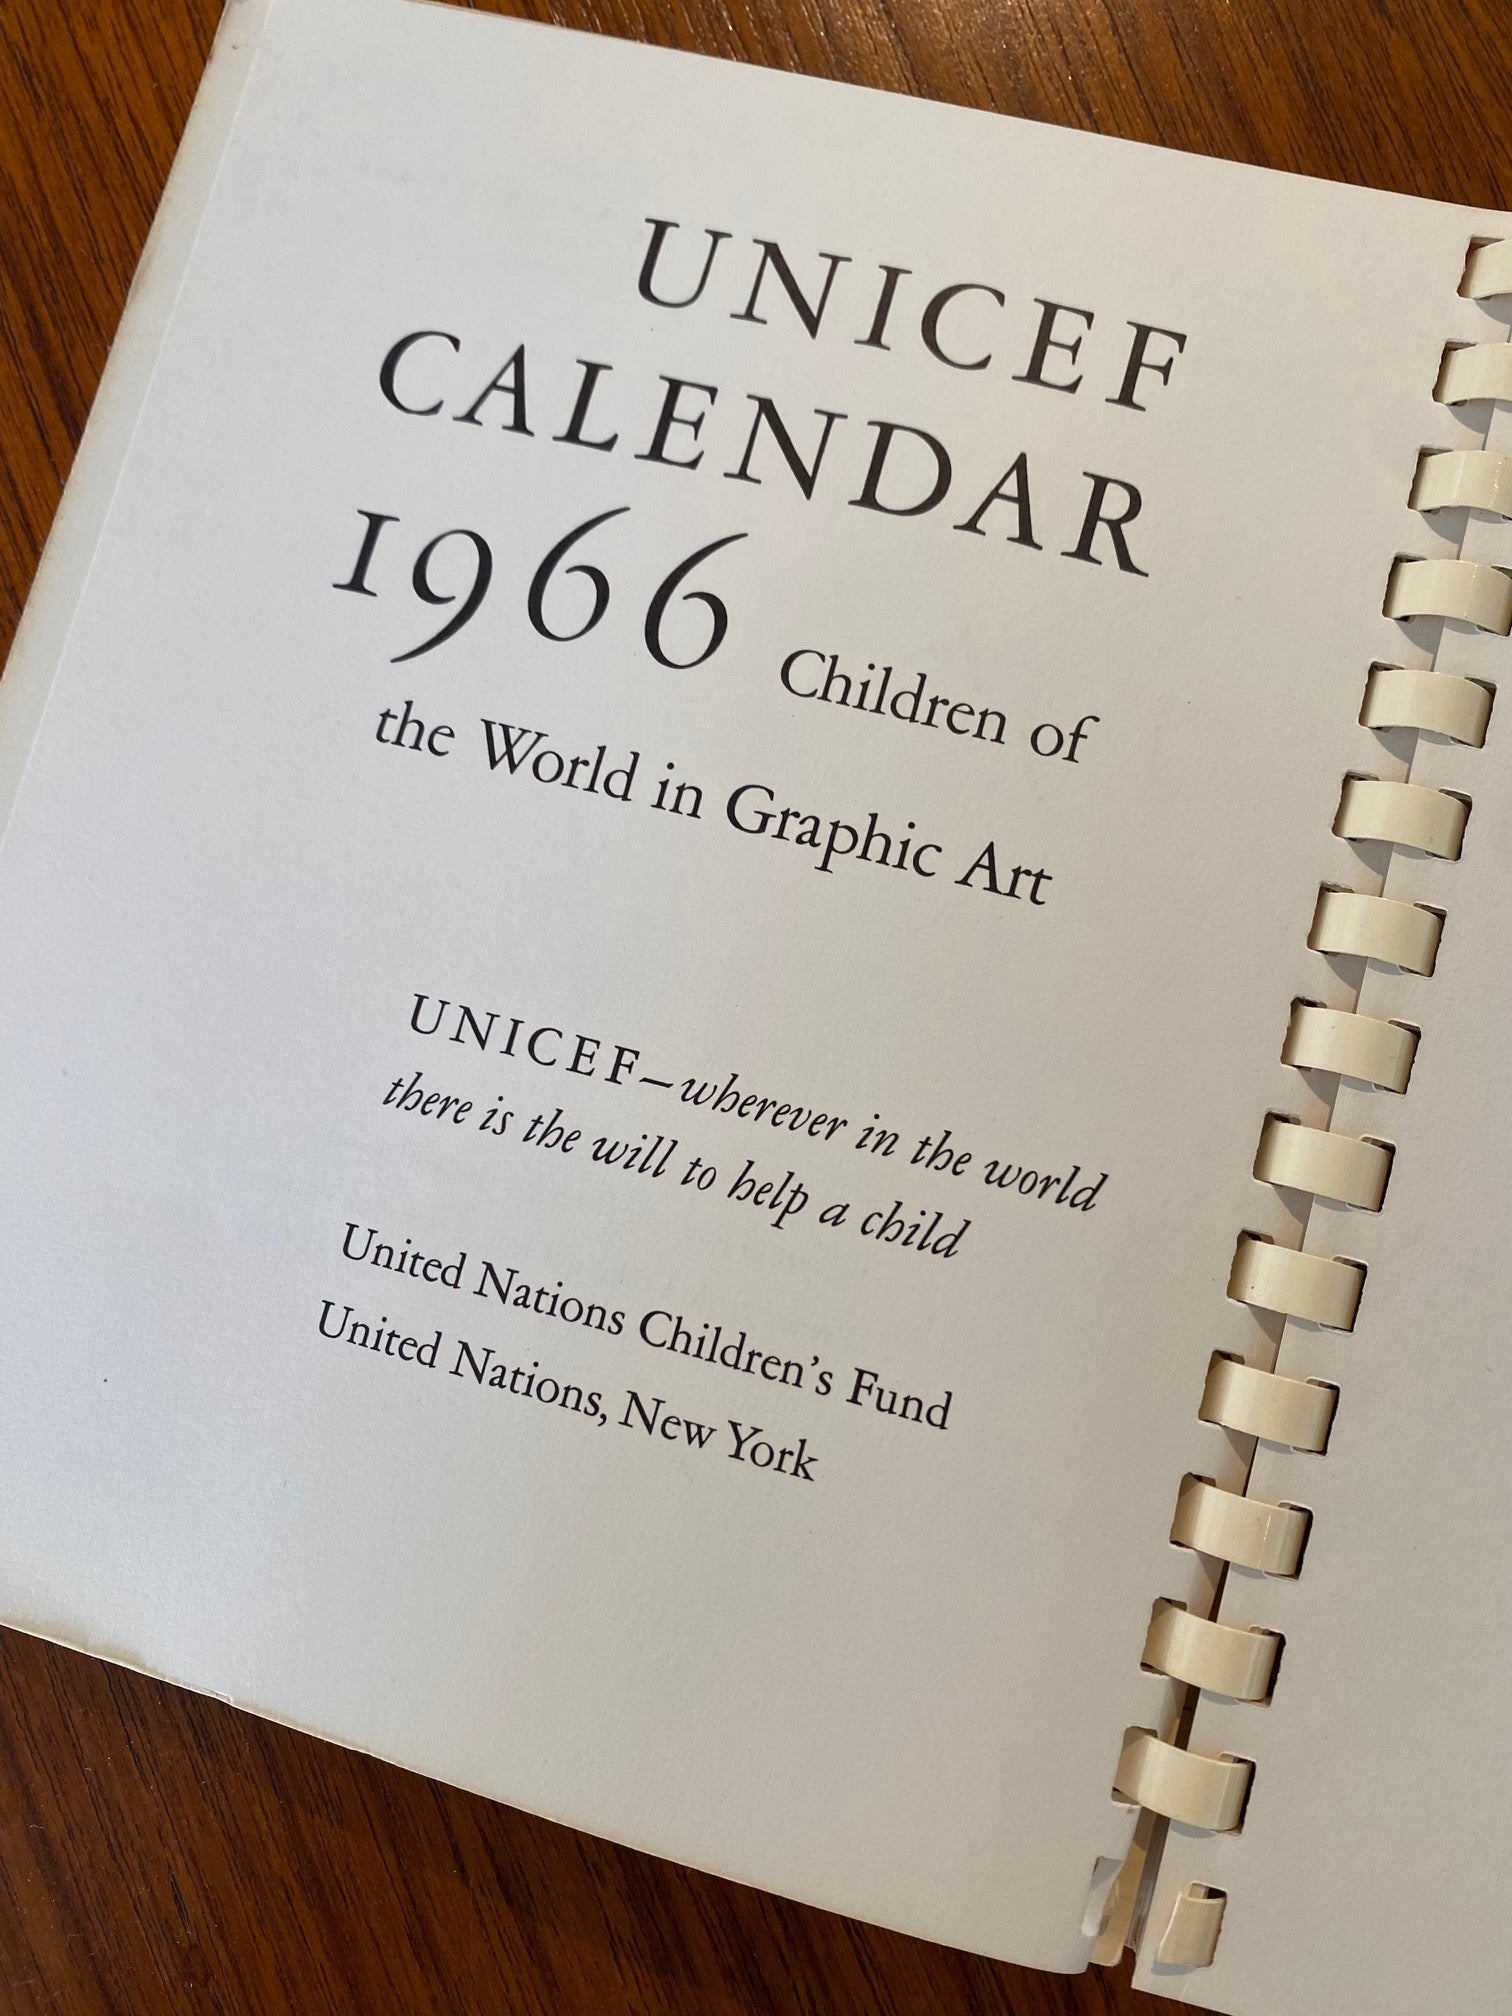 UNICEF
CALENDAR
1966 Children of
the World in Graphic Art
UNICEF—wherever in the world
there is the will to help a child
United Nations Children's Fund
United Nations, New York